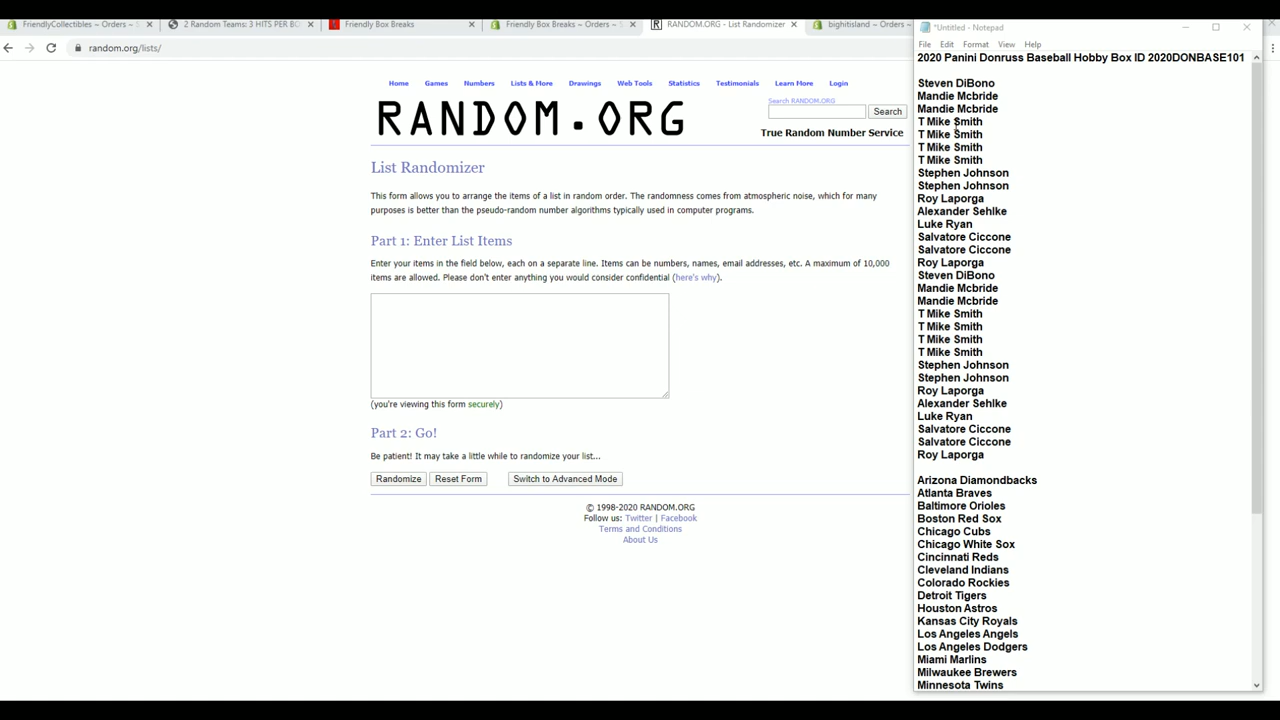 FriendlyCollectibles – Orders – S
2 Random Teams: 3 HITS PER BO
Friendly Box Breaks
Friendly Box Breaks – Orders – S
RANDOM.ORG - List Randomizer
bighitisland – Orders –
random.org/lists/
Home Games Numbers Lists & More Drawings Web Tools Statistics Testimonials Learn More Login
RANDOM.ORG
Search RANDOM.ORG
Search
True Random Number Service
List Randomizer
This form allows you to arrange the items of a list in random order. The randomness comes from atmospheric noise, which for many
purposes is better than the pseudo-random number algorithms typically used in computer programs.
Part 1: Enter List Items
Enter your items in the field below, each on a separate line. Items can be numbers, names, email addresses, etc. A maximum of 10,000
items are allowed. Please don't enter anything you would consider confidential (here's why).
(you're viewing this form securely)
Part 2: Go!
Be patient! It may take a little while to randomize your list...
Randomize Reset Form Switch to Advanced Mode
© 1998-2020 RANDOM.ORG
Follow us: Twitter | Facebook
Terms and Conditions
About Us
*Untitled - Notepad
File Edit Format View Help
2020 Panini Donruss Baseball Hobby Box ID 2020DONBASE101
Steven DiBono
Mandie Mcbride
Mandie Mcbride
T Mike Smith
T Mike Smith
T Mike Smith
T Mike Smith
Stephen Johnson
Stephen Johnson
Roy Laporga
Alexander Sehlke
Luke Ryan
Salvatore Ciccone
Salvatore Ciccone
Roy Laporga
Steven DiBono
Mandie Mcbride
Mandie Mcbride
T Mike Smith
T Mike Smith
T Mike Smith
T Mike Smith
Stephen Johnson
Stephen Johnson
Roy Laporga
Alexander Sehlke
Luke Ryan
Salvatore Ciccone
Salvatore Ciccone
Roy Laporga
Arizona Diamondbacks
Atlanta Braves
Baltimore Orioles
Boston Red Sox
Chicago Cubs
Chicago White Sox
Cincinnati Reds
Cleveland Indians
Colorado Rockies
Detroit Tigers
Houston Astros
Kansas City Royals
Los Angeles Angels
Los Angeles Dodgers
Miami Marlins
Milwaukee Brewers
Minnesota Twins